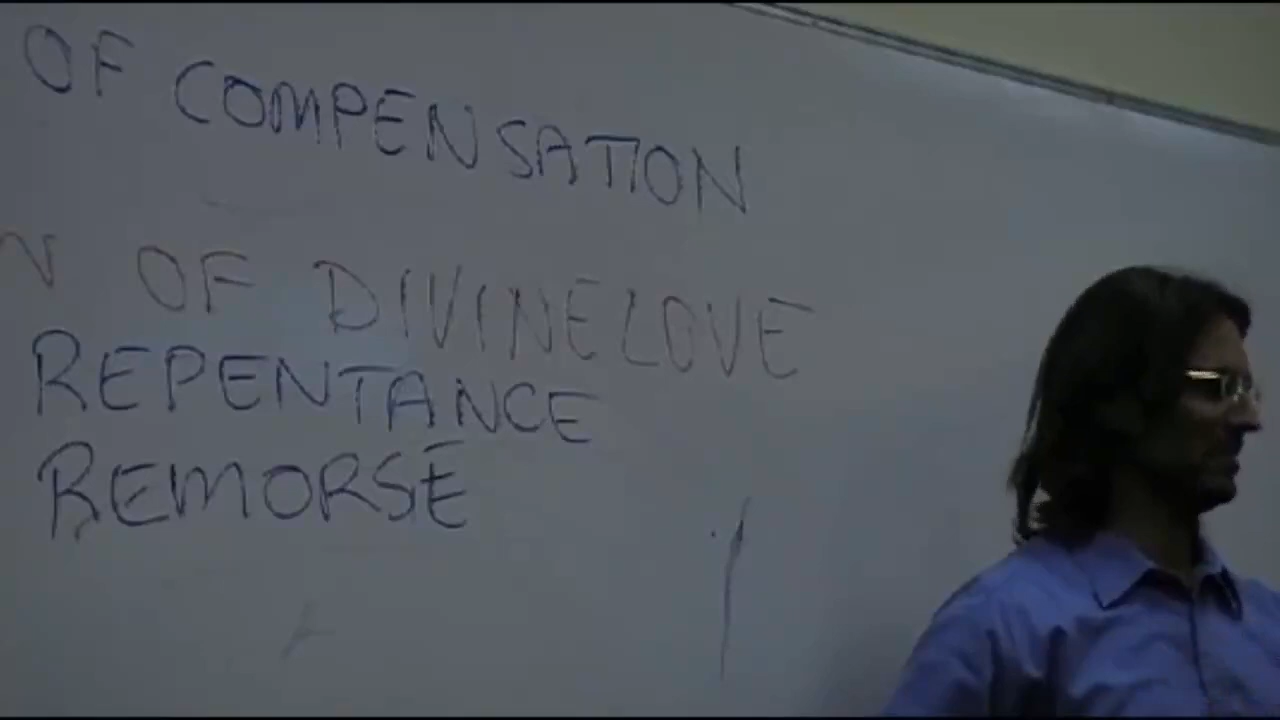 OF COMPENSATION
N OF DIVINE LOVE
REPENTANCE
REMORSE